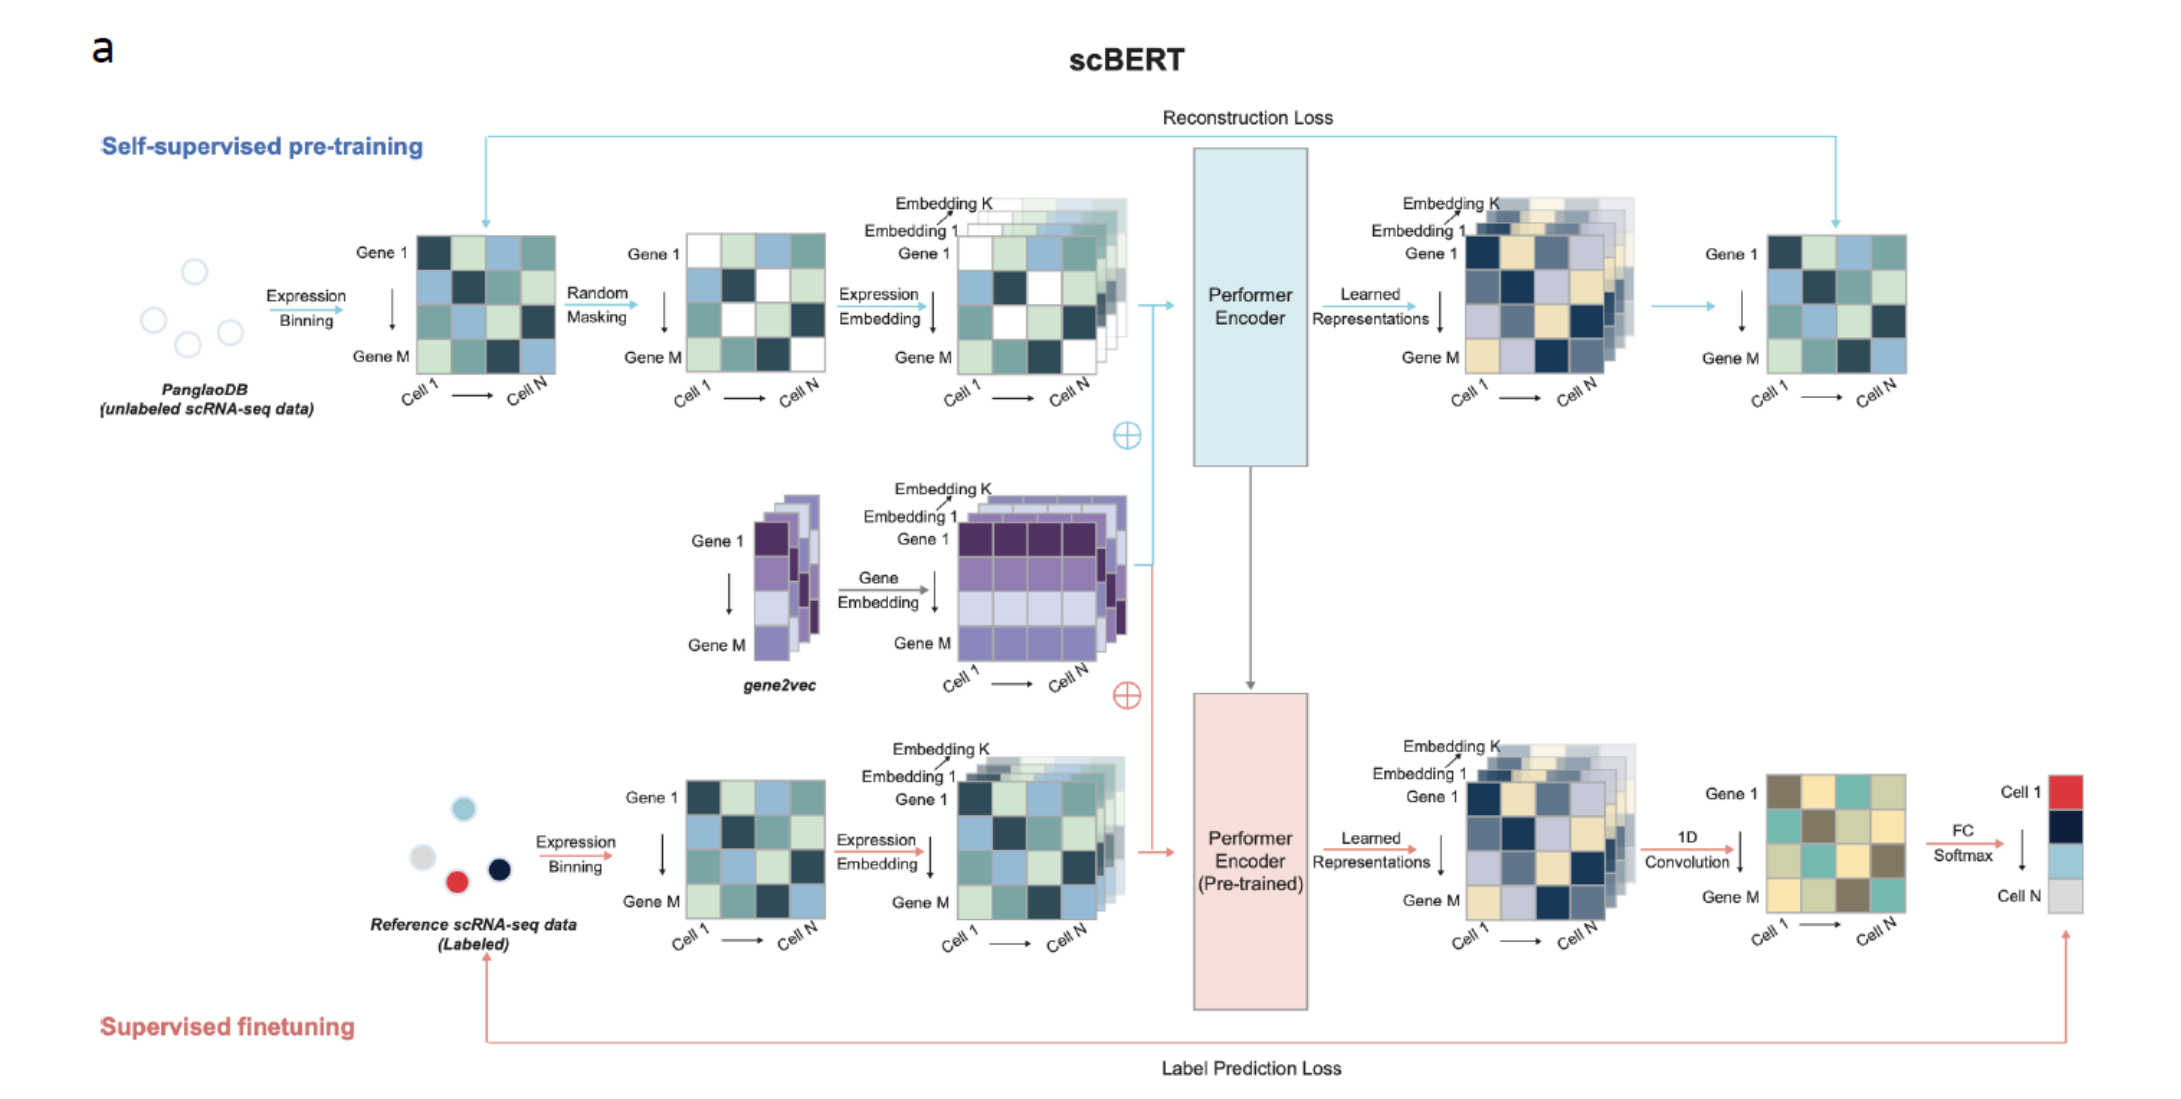 a
scBERT
Reconstruction Loss
Self-supervised pre-training
PanglaoDB
(unlabeled scRNA-seq data)
Expression
Binning
Gene 1
Gene M
Cell 1
Cell N
Random
Masking
Gene 1
Gene M
Cell 1
Cell N
Expression
Embedding
Embedding K
Embedding 1
Gene 1
Gene M
Cell 1
Cell N
Performer
Encoder
Learned
Representations
Embedding K
Embedding 1
Gene 1
Gene M
Cell 1
Cell N
Gene 1
Gene M
Cell 1
Cell N
Gene 1
Gene M
gene2vec
Gene
Embedding
Embedding K
Embedding 1
Gene 1
Gene M
Cell 1
Cell N
Reference scRNA-seq data
(Labeled)
Expression
Binning
Gene 1
Gene M
Cell 1
Cell N
Expression
Embedding
Embedding K
Embedding 1
Gene 1
Gene M
Cell 1
Cell N
Performer
Encoder
(Pre-trained)
Learned
Representations
Embedding K
Embedding 1
Gene 1
Gene M
Cell 1
Cell N
1D
Convolution
Gene 1
Gene M
Cell 1
Cell N
FC
Softmax
Cell 1
Cell N
Supervised finetuning
Label Prediction Loss